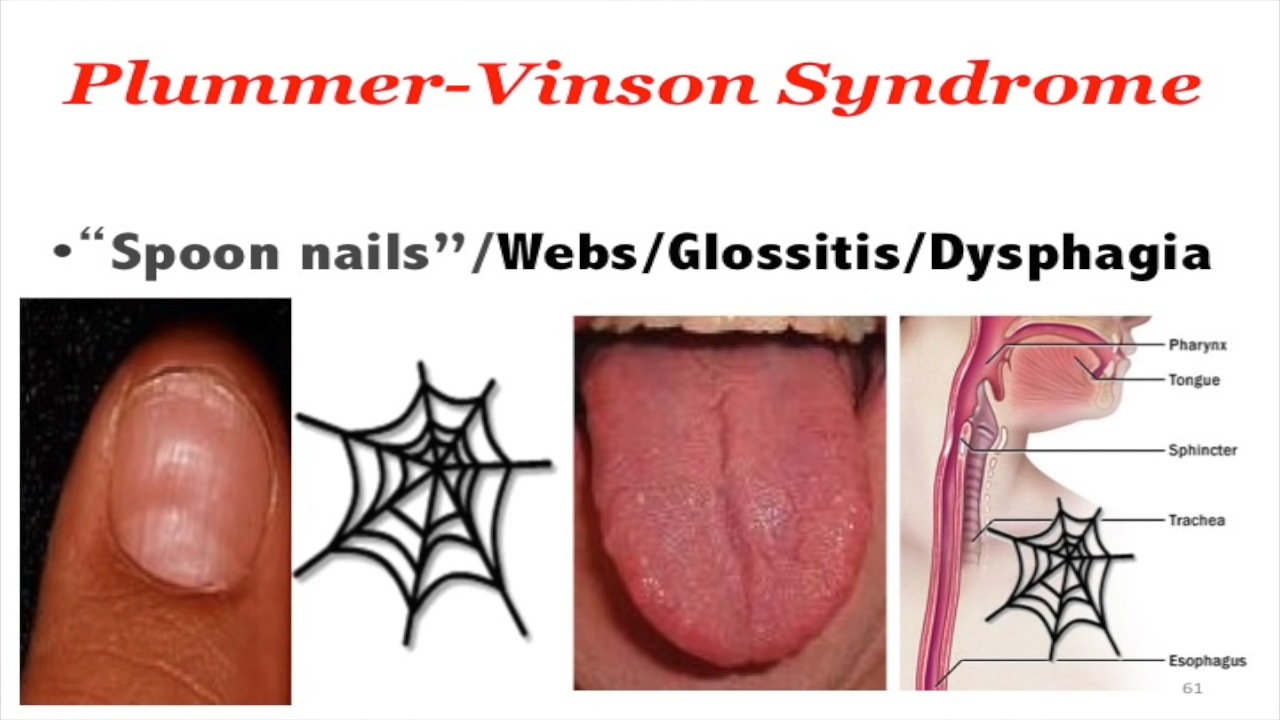 Plummer-Vinson Syndrome
•“Spoon nails”/Webs/Glossitis/Dysphagia
Pharynx
Tongue
Sphincter
Trachea
Esophagus
61